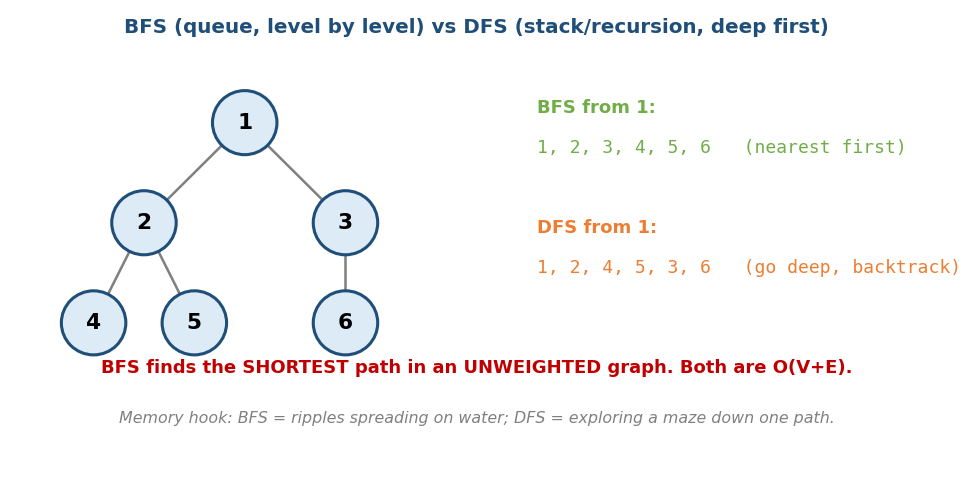 BFS (queue, level by level) vs DFS (stack/recursion, deep first)
1
2
3
4
5
6
BFS from 1:
1, 2, 3, 4, 5, 6   (nearest first)
DFS from 1:
1, 2, 4, 5, 3, 6   (go deep, backtrack)
BFS finds the SHORTEST path in an UNWEIGHTED graph. Both are O(V+E).
Memory hook: BFS = ripples spreading on water; DFS = exploring a maze down one path.